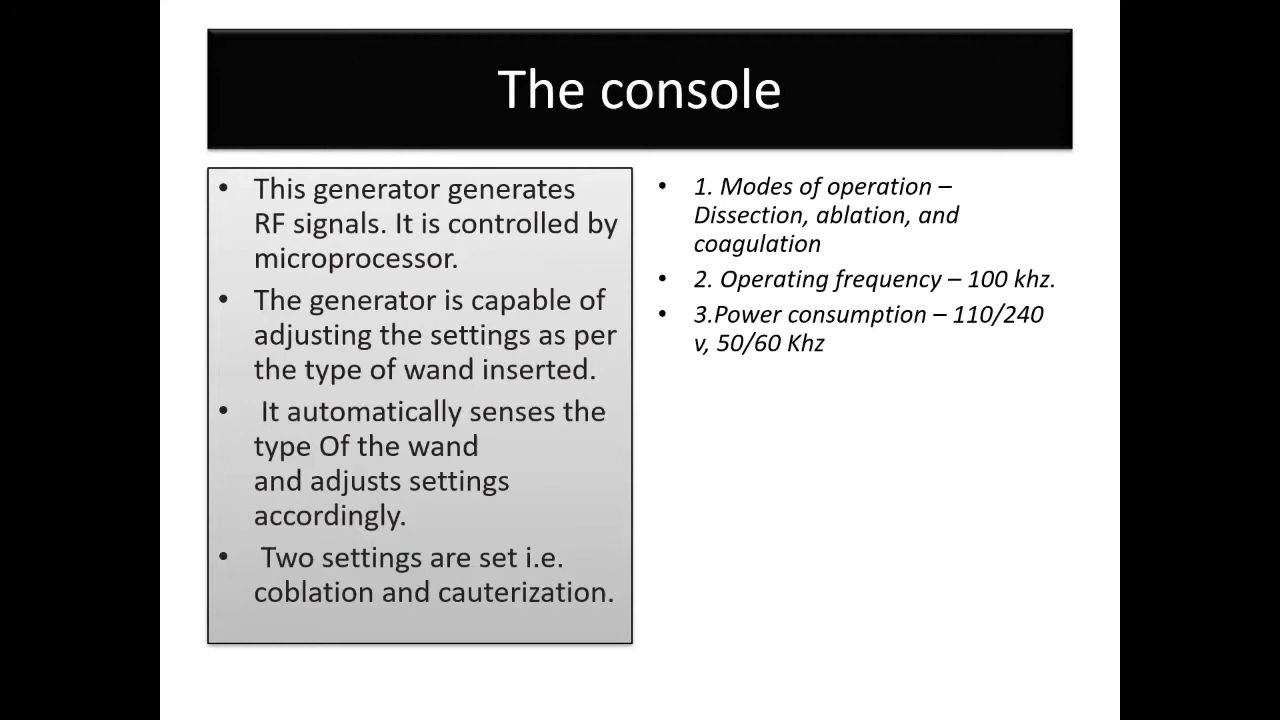 The console
• This generator generates
RF signals. It is controlled by
microprocessor.
• The generator is capable of
adjusting the settings as per
the type of wand inserted.
• It automatically senses the
type Of the wand
and adjusts settings
accordingly.
• Two settings are set i.e.
coblation and cauterization.
• 1. Modes of operation –
Dissection, ablation, and
coagulation
• 2. Operating frequency – 100 khz.
• 3.Power consumption – 110/240
v, 50/60 Khz